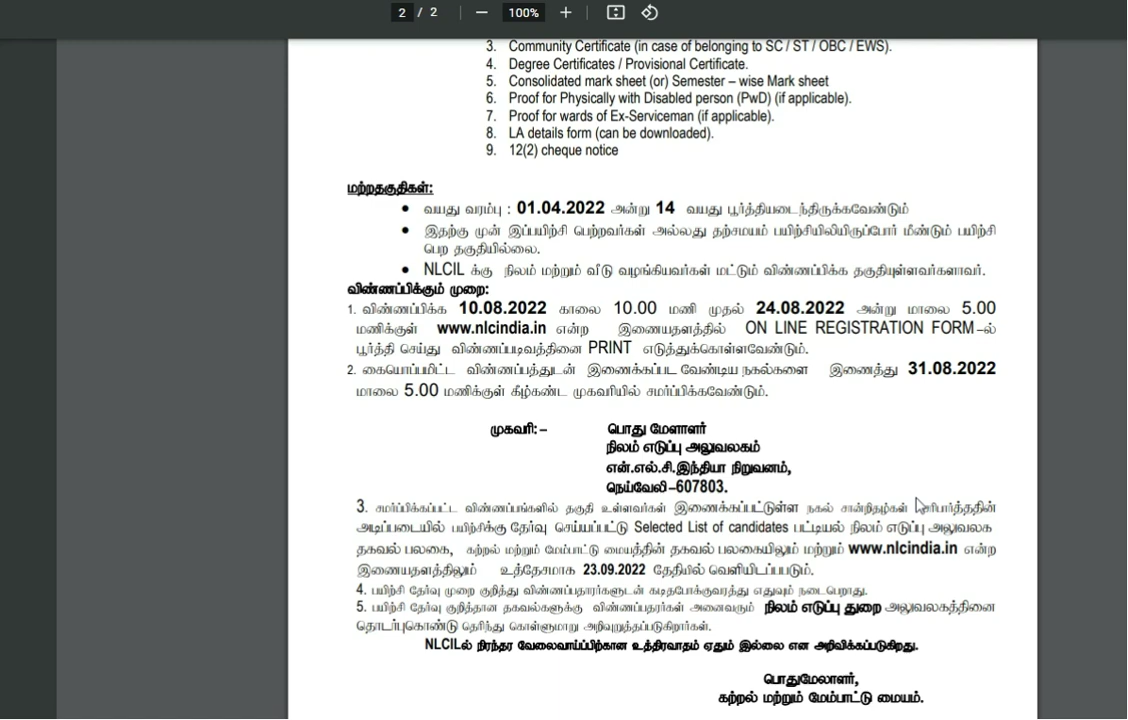 2 / 2 — 100% +
3. Community Certificate (in case of belonging to SC / ST / OBC / EWS).
4. Degree Certificates / Provisional Certificate.
5. Consolidated mark sheet (or) Semester – wise Mark sheet
6. Proof for Physically with Disabled person (PwD) (if applicable).
7. Proof for wards of Ex-Serviceman (if applicable).
8. LA details form (can be downloaded).
9. 12(2) cheque notice
மற்றதகுதிகள்:
• வயது வரம்பு : 01.04.2022 அன்று 14 வயது பூர்த்தியடைந்திருக்கவேண்டும்
• இதற்கு முன் இப்பயிற்சி பெற்றவர்கள் அல்லது தற்சமயம் பயிற்சியிலியிருப்போர் மீண்டும் பயிற்சி
பெற தகுதியில்லை.
• NLCIL க்கு நிலம் மற்றும் வீடு வழங்கியவர்கள் மட்டும் விண்ணப்பிக்க தகுதியுள்ளவர்களாவர்.
விண்ணப்பிக்கும் முறை:
1. விண்ணப்பிக்க 10.08.2022 காலை 10.00 மணி முதல் 24.08.2022 அன்று மாலை 5.00
மணிக்குள் www.nlcindia.in என்ற இணையதளத்தில் ON LINE REGISTRATION FORM –ல்
பூர்த்தி செய்து விண்ணப்படிவத்தினை PRINT எடுத்துக்கொள்ளவேண்டும்.
2. கையொப்பமிட்ட விண்ணப்பத்துடன் இணைக்கப்பட வேண்டிய நகல்களை இணைத்து 31.08.2022
மாலை 5.00 மணிக்குள் கீழ்கண்ட முகவரியில் சமர்ப்பிக்கவேண்டும்.
முகவரி: – பொது மேளாளர்
நிலம் எடுப்பு அலுவலகம்
என்.எல்.சி.இந்தியா நிறுவனம்,
நெய்வேலி –607803.
3. சமர்ப்பிக்கப்பட்ட விண்ணப்பங்களில் தகுதி உள்ளவர்கள் இணைக்கப்பட்டுள்ள நகல் சான்றிதழ்கள் சரிபார்த்ததின்
அடிப்படையில் பயிற்சிக்கு தேர்வு செய்யப்பட்டு Selected List of candidates பட்டியல் நிலம் எடுப்பு அலுவலக
தகவல் பலகை, கற்றல் மற்றும் மேம்பாட்டு மையத்தின் தகவல் பலகையிலும் மற்றும் www.nlcindia.in என்ற
இணையதளத்திலும் உத்தேசமாக 23.09.2022 தேதியில் வெளியிடப்படும்.
4. பயிற்சி தேர்வு முறை குறித்து விண்ணப்பதாரர்களுடன் கடிதபோக்குவரத்து எதுவும் நடைபெறாது.
5. பயிற்சி தேர்வு குறித்தான தகவல்களுக்கு விண்ணப்பதரர்கள் அனைவரும் நிலம் எடுப்பு துறை அலுவலகத்தினை
தொடர்புகொண்டு தெரிந்து கொள்ளுமாறு அறிவுறுத்தப்படுகிறார்கள்.
NLCILல் நிரந்தர வேலைவாய்ப்பிற்கான உத்திரவாதம் ஏதும் இல்லை என அறிவிக்கப்படுகிறது.
பொதுமேலாளர்,
கற்றல் மற்றும் மேம்பாட்டு மையம்.